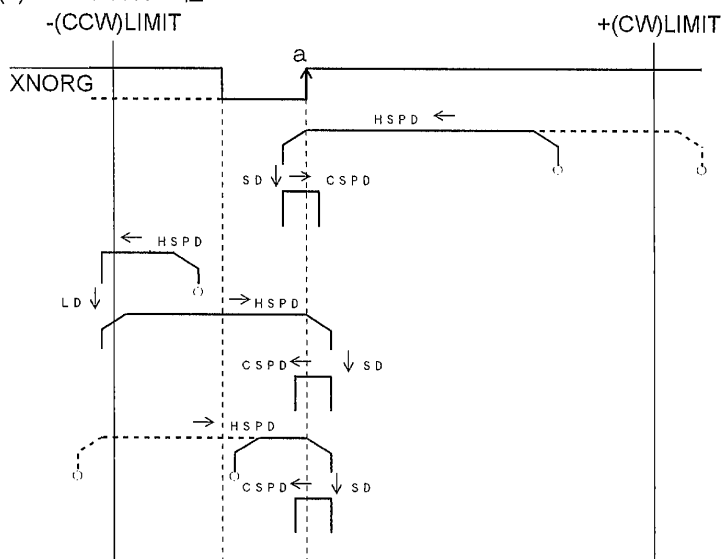 -(CCW)LIMIT
+(CW)LIMIT
a
XNORG
HSPD
SD CSPD
HSPD
LD
HSPD
CSPD SD
HSPD
CSPD SD